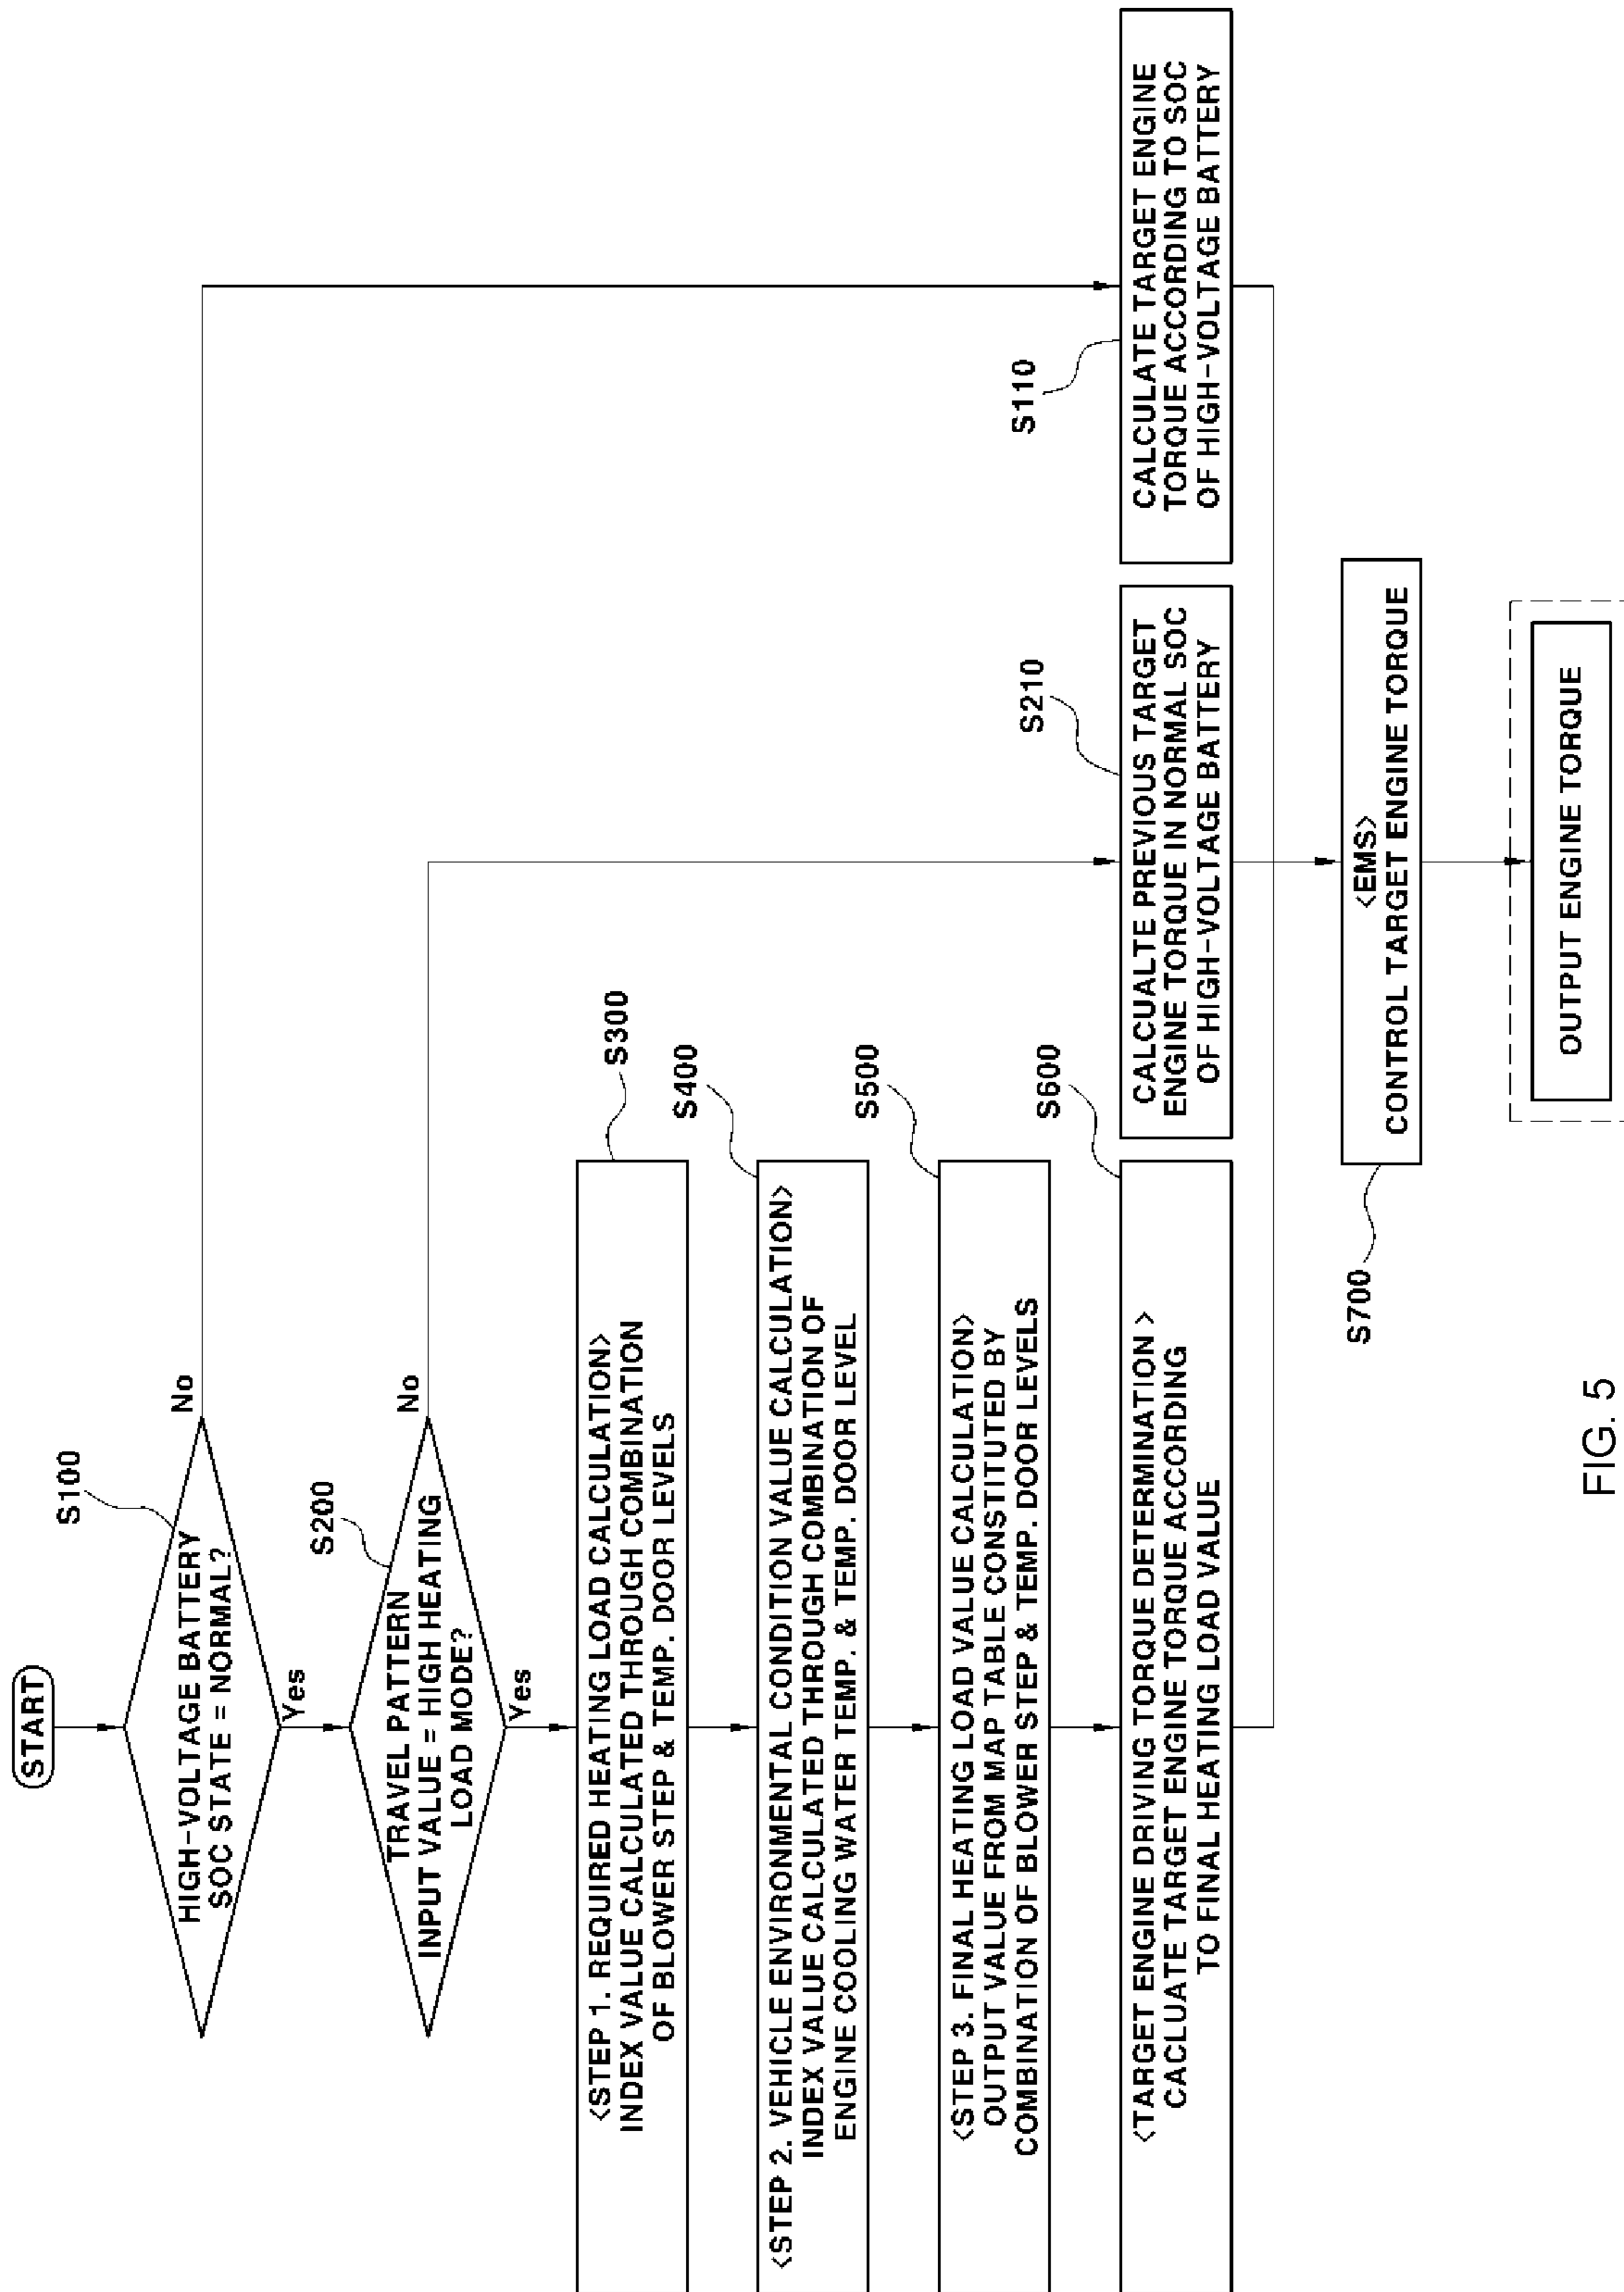 START
S100
HIGH-VOLTAGE BATTERY
SOC STATE = NORMAL?
No
Yes
S200
TRAVEL PATTERN
INPUT VALUE = HIGH HEATING
LOAD MODE?
No
Yes
S300
<STEP 1. REQUIRED HEATING LOAD CALCULATION>
INDEX VALUE CALCULATED THROUGH COMBINATION
OF BLOWER STEP & TEMP. DOOR LEVELS
S400
<STEP 2. VEHICLE ENVIRONMENTAL CONDITION VALUE CALCULATION>
INDEX VALUE CALCULATED THROUGH COMBINATION OF
ENGINE COOLING WATER TEMP. & TEMP. DOOR LEVEL
S500
<STEP 3. FINAL HEATING LOAD VALUE CALCULATION>
OUTPUT VALUE FROM MAP TABLE CONSTITUTED BY
COMBINATION OF BLOWER STEP & TEMP. DOOR LEVELS
S600
<TARGET ENGINE DRIVING TORQUE DETERMINATION >
CACLUATE TARGET ENGINE TORQUE ACCORDING
TO FINAL HEATING LOAD VALUE
S210
CALCUALTE PREVIOUS TARGET
ENGINE TORQUE IN NORMAL SOC
OF HIGH-VOLTAGE BATTERY
S110
CALCULATE TARGET ENGINE
TORQUE ACCORDING TO SOC
OF HIGH-VOLTAGE BATTERY
S700
<EMS>
CONTROL TARGET ENGINE TORQUE
OUTPUT ENGINE TORQUE
FIG. 5